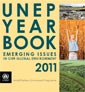 UNEP
YEAR
BOOK
EMERGING ISSUES
IN OUR GLOBAL ENVIRONMENT
2011